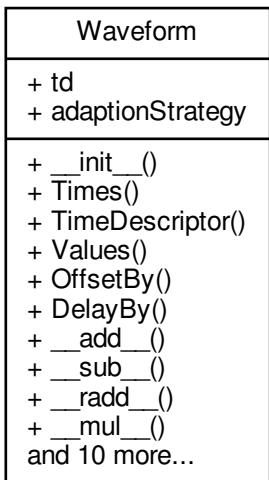 Waveform
+ td
+ adaptionStrategy
+ __init__()
+ Times()
+ TimeDescriptor()
+ Values()
+ OffsetBy()
+ DelayBy()
+ __add__()
+ __sub__()
+ __radd__()
+ __mul__()
and 10 more...